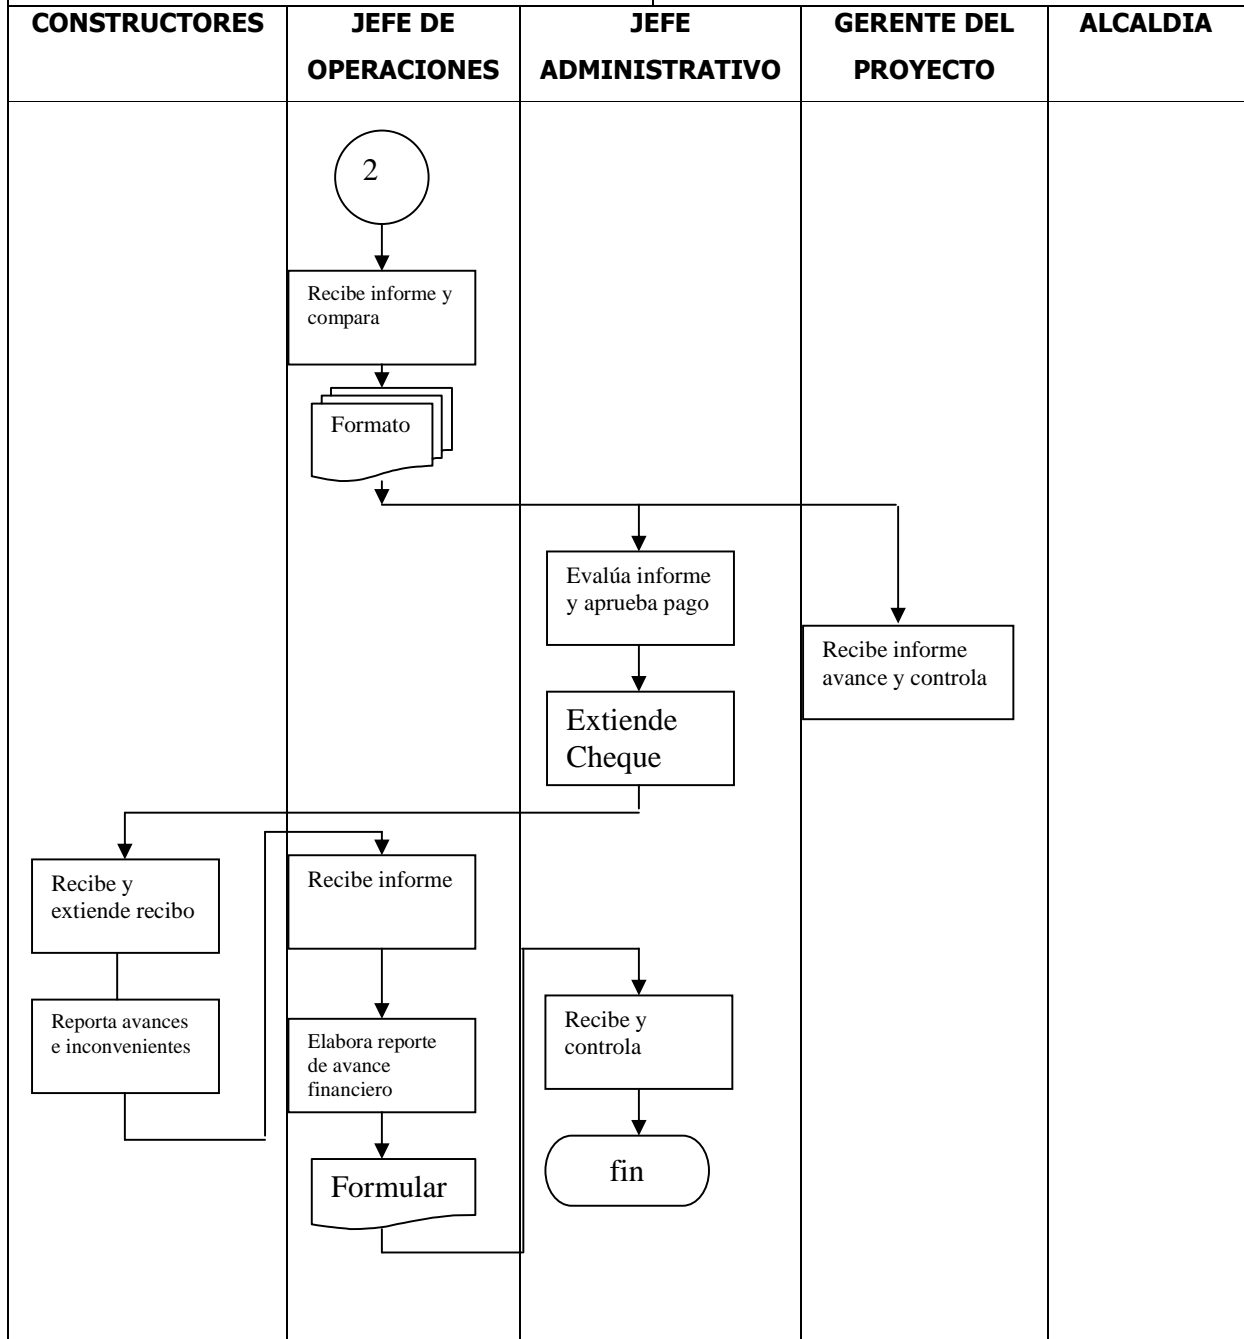 CONSTRUCTORES
JEFE DE
OPERACIONES
JEFE
ADMINISTRATIVO
GERENTE DEL
PROYECTO
ALCALDIA
2
Recibe informe y
compara
Formato
Evalúa informe
y aprueba pago
Recibe informe
avance y controla
Extiende
Cheque
Recibe y
extiende recibo
Recibe informe
Reporta avances
e inconvenientes
Elabora reporte
de avance
financiero
Recibe y
controla
Formular
fin